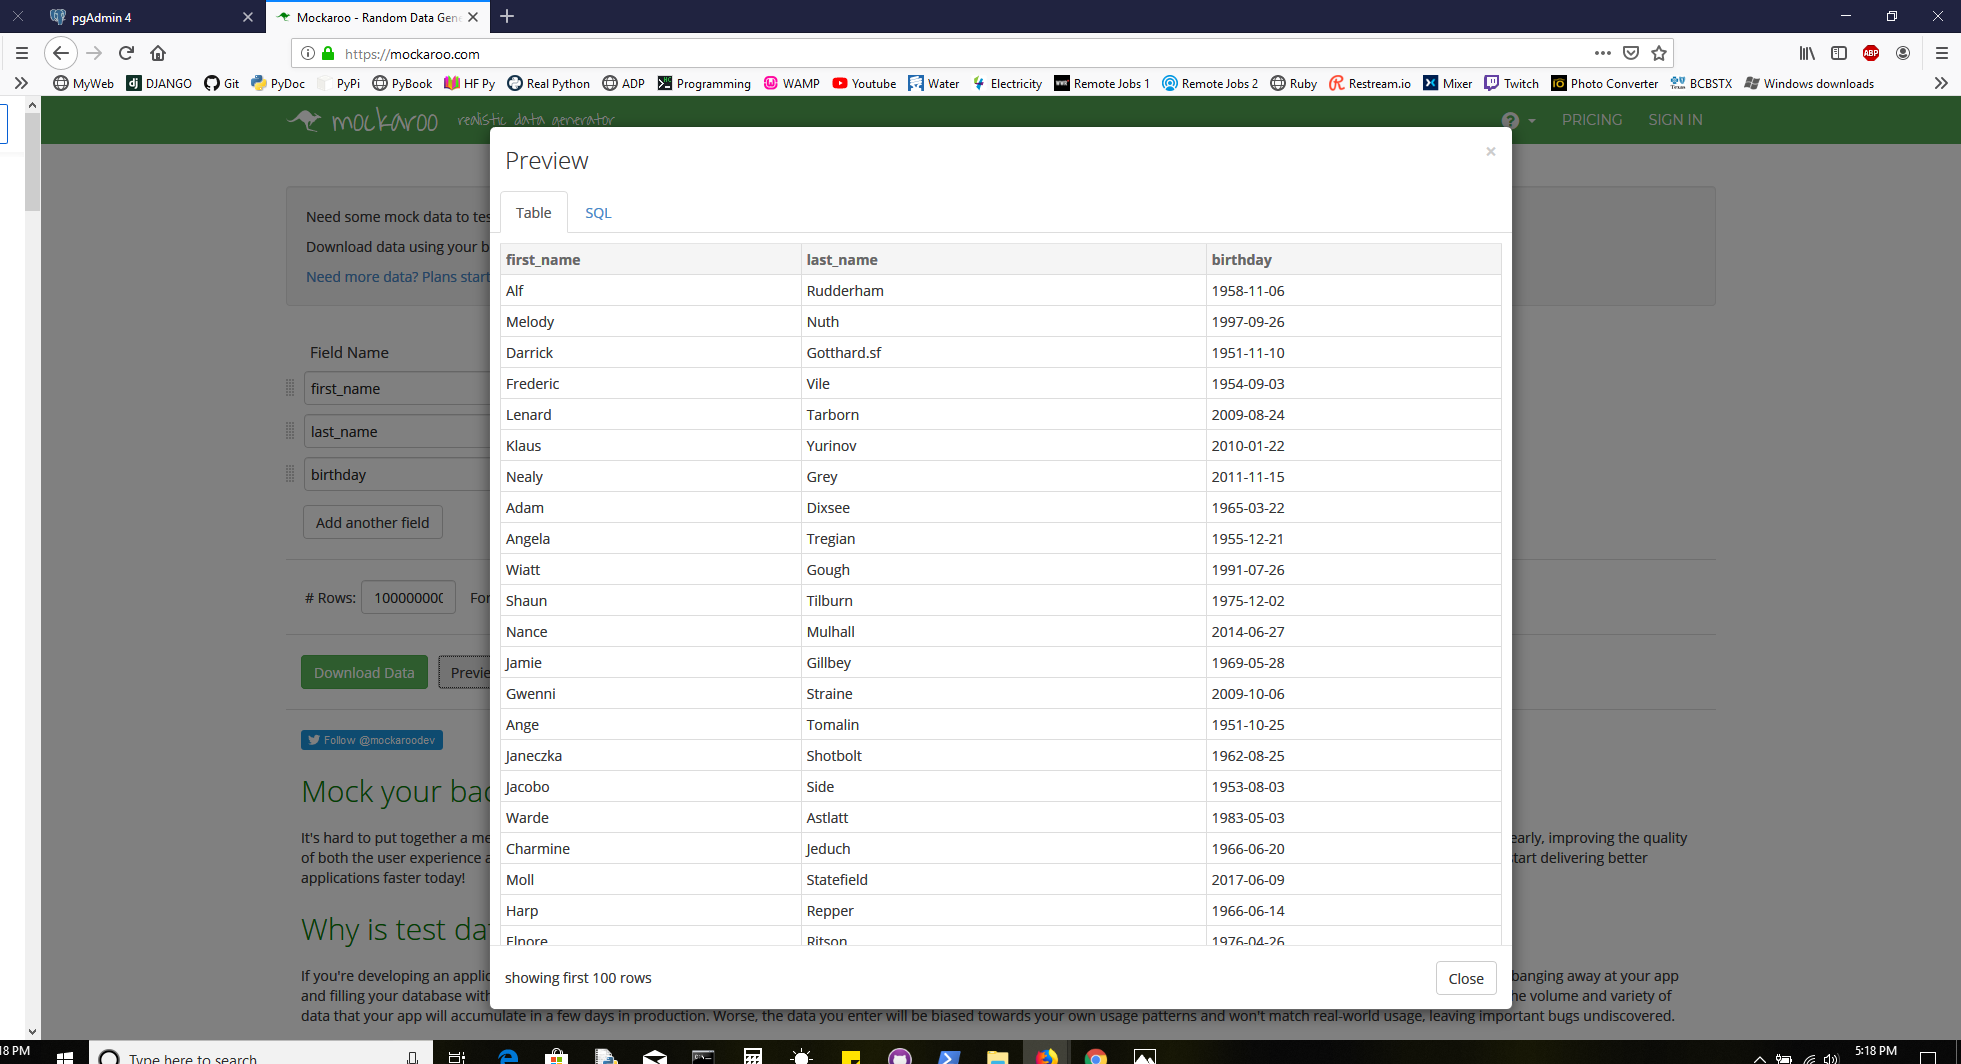 pgAdmin 4
Mockaroo - Random Data Gene
https://mockaroo.com
MyWeb DJANGO Git PyDoc PyPi PyBook HF Py Real Python ADP Programming WAMP Youtube Water Electricity Remote Jobs 1 Remote Jobs 2 Ruby Restream.io Mixer Twitch Photo Converter BCBSTX Windows downloads
mockaroo realistic data generator
PRICING SIGN IN
Need some mock data to tes
Download data using your b
Need more data? Plans start
Field Name
first_name
last_name
birthday
Add another field
# Rows: 100000000 For
Download Data Previe
Follow @mockaroodev
Preview
×
Table SQL
first_name last_name birthday
Alf Rudderham 1958-11-06
Melody Nuth 1997-09-26
Darrick Gotthard.sf 1951-11-10
Frederic Vile 1954-09-03
Lenard Tarborn 2009-08-24
Klaus Yurinov 2010-01-22
Nealy Grey 2011-11-15
Adam Dixsee 1965-03-22
Angela Tregian 1955-12-21
Wiatt Gough 1991-07-26
Shaun Tilburn 1975-12-02
Nance Mulhall 2014-06-27
Jamie Gillbey 1969-05-28
Gwenni Straine 2009-10-06
Ange Tomalin 1951-10-25
Janeczka Shotbolt 1962-08-25
Jacobo Side 1953-08-03
Warde Astlatt 1983-05-03
Charmine Jeduch 1966-06-20
Moll Statefield 2017-06-09
Harp Repper 1966-06-14
Elnore Ritson 1976-04-26
showing first 100 rows
Close
Mock your bac
It's hard to put together a me early, improving the quality
of both the user experience a start delivering better
applications faster today!
Why is test da
If you're developing an applic banging away at your app
and filling your database with he volume and variety of
data that your app will accumulate in a few days in production. Worse, the data you enter will be biased towards your own usage patterns and won't match real-world usage, leaving important bugs undiscovered.
18 PM
Type here to search
5:18 PM